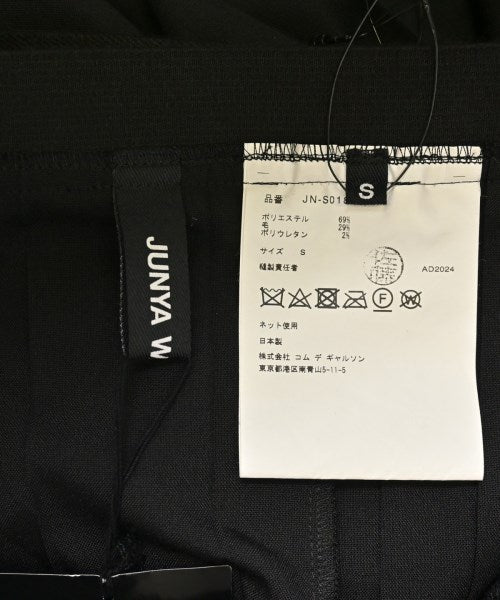 JUNYA W
S
品番 JN-S018
ポリエステル 69%
毛 29%
ポリウレタン 2%
サイズ S
縫製責任者 佐藤 AD2024
ネット使用
日本製
株式会社 コム デ ギャルソン
東京都港区南青山5-11-5